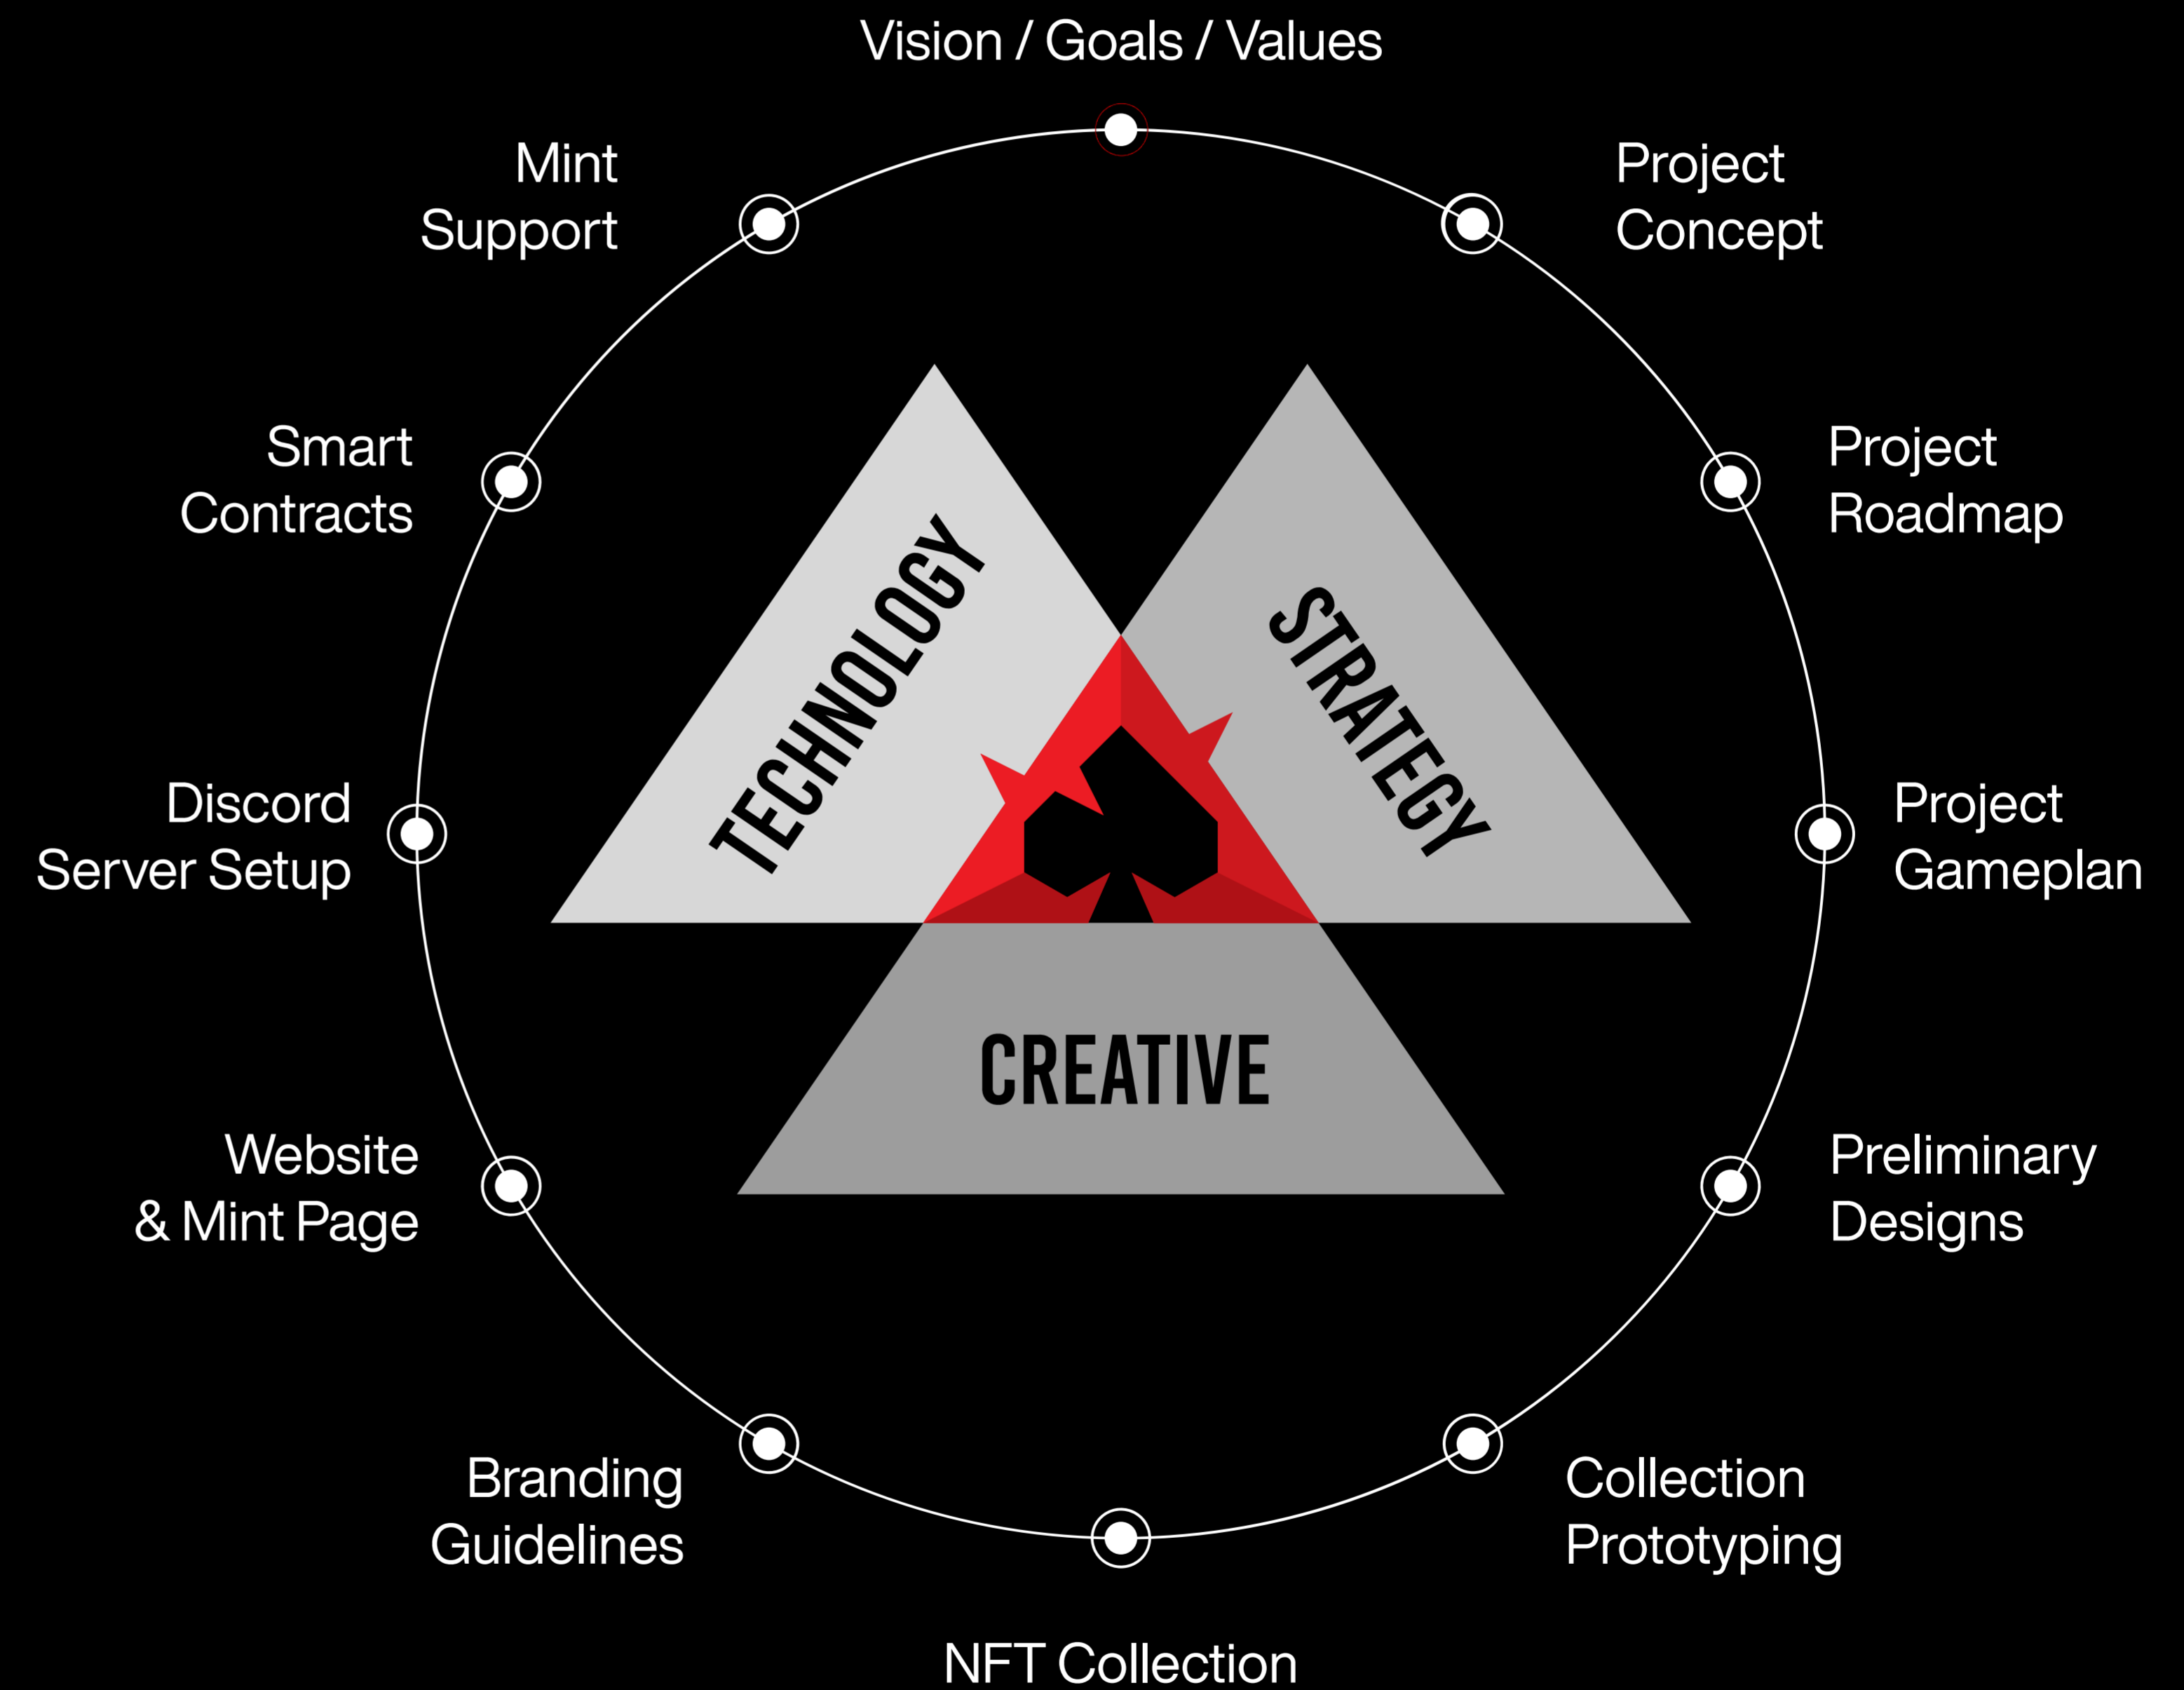 Vision / Goals / Values
Project
Concept
Project
Roadmap
Project
Gameplan
Preliminary
Designs
Collection
Prototyping
NFT Collection
Branding
Guidelines
Website
& Mint Page
Discord
Server Setup
Smart
Contracts
Mint
Support
TECHNOLOGY
STRATEGY
CREATIVE